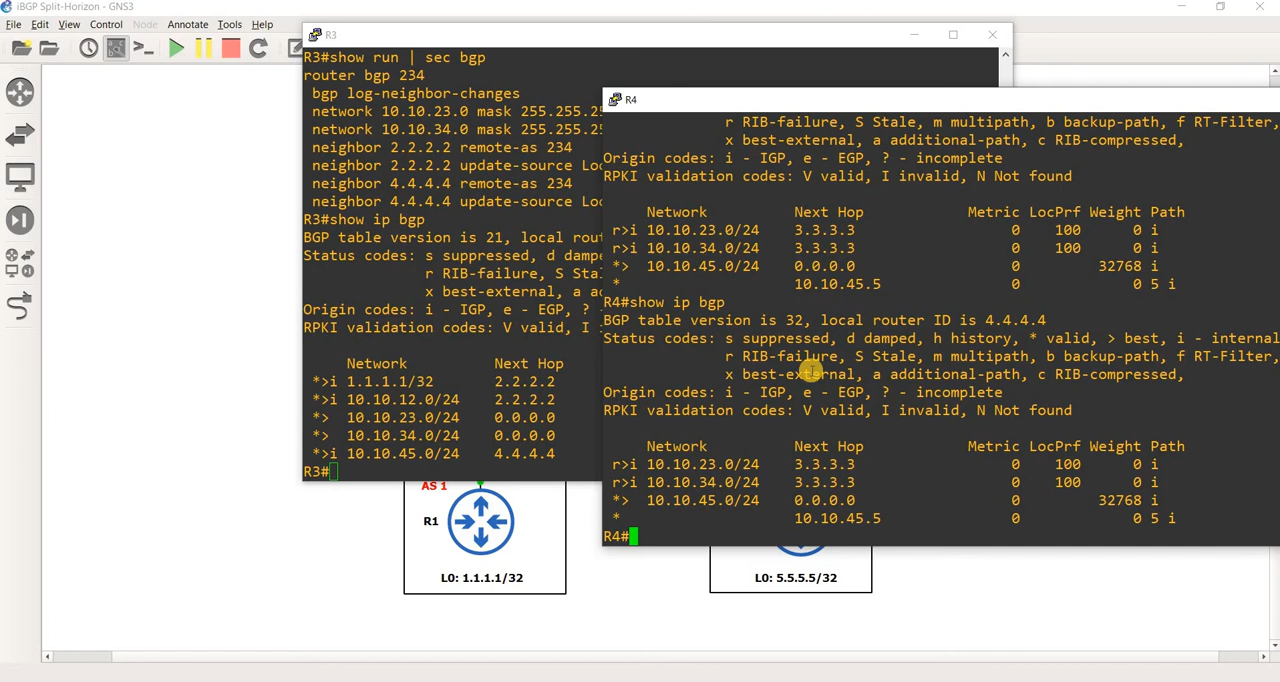 iBGP Split-Horizon - GNS3
File Edit View Control Node Annotate Tools Help
R3
R3#show run | sec bgp
router bgp 234
bgp log-neighbor-changes
network 10.10.23.0 mask 255.255.25
network 10.10.34.0 mask 255.255.25
neighbor 2.2.2.2 remote-as 234
neighbor 2.2.2.2 update-source Loo
neighbor 4.4.4.4 remote-as 234
neighbor 4.4.4.4 update-source Loo
R3#show ip bgp
BGP table version is 21, local rout
Status codes: s suppressed, d dampe
r RIB-failure, S Stal
x best-external, a ad
Origin codes: i - IGP, e - EGP, ?
RPKI validation codes: V valid, I i
Network Next Hop
*>i 1.1.1.1/32 2.2.2.2
*>i 10.10.12.0/24 2.2.2.2
*> 10.10.23.0/24 0.0.0.0
*> 10.10.34.0/24 0.0.0.0
*>i 10.10.45.0/24 4.4.4.4
R3#
R4
r RIB-failure, S Stale, m multipath, b backup-path, f RT-Filter,
x best-external, a additional-path, c RIB-compressed,
Origin codes: i - IGP, e - EGP, ? - incomplete
RPKI validation codes: V valid, I invalid, N Not found
Network Next Hop Metric LocPrf Weight Path
r>i 10.10.23.0/24 3.3.3.3 0 100 0 i
r>i 10.10.34.0/24 3.3.3.3 0 100 0 i
*> 10.10.45.0/24 0.0.0.0 0 32768 i
* 10.10.45.5 0 0 5 i
R4#show ip bgp
BGP table version is 32, local router ID is 4.4.4.4
Status codes: s suppressed, d damped, h history, * valid, > best, i - internal
r RIB-failure, S Stale, m multipath, b backup-path, f RT-Filter,
x best-external, a additional-path, c RIB-compressed,
Origin codes: i - IGP, e - EGP, ? - incomplete
RPKI validation codes: V valid, I invalid, N Not found
Network Next Hop Metric LocPrf Weight Path
r>i 10.10.23.0/24 3.3.3.3 0 100 0 i
r>i 10.10.34.0/24 3.3.3.3 0 100 0 i
*> 10.10.45.0/24 0.0.0.0 0 32768 i
* 10.10.45.5 0 0 5 i
R4#
AS 1
R1
L0: 1.1.1.1/32
L0: 5.5.5.5/32